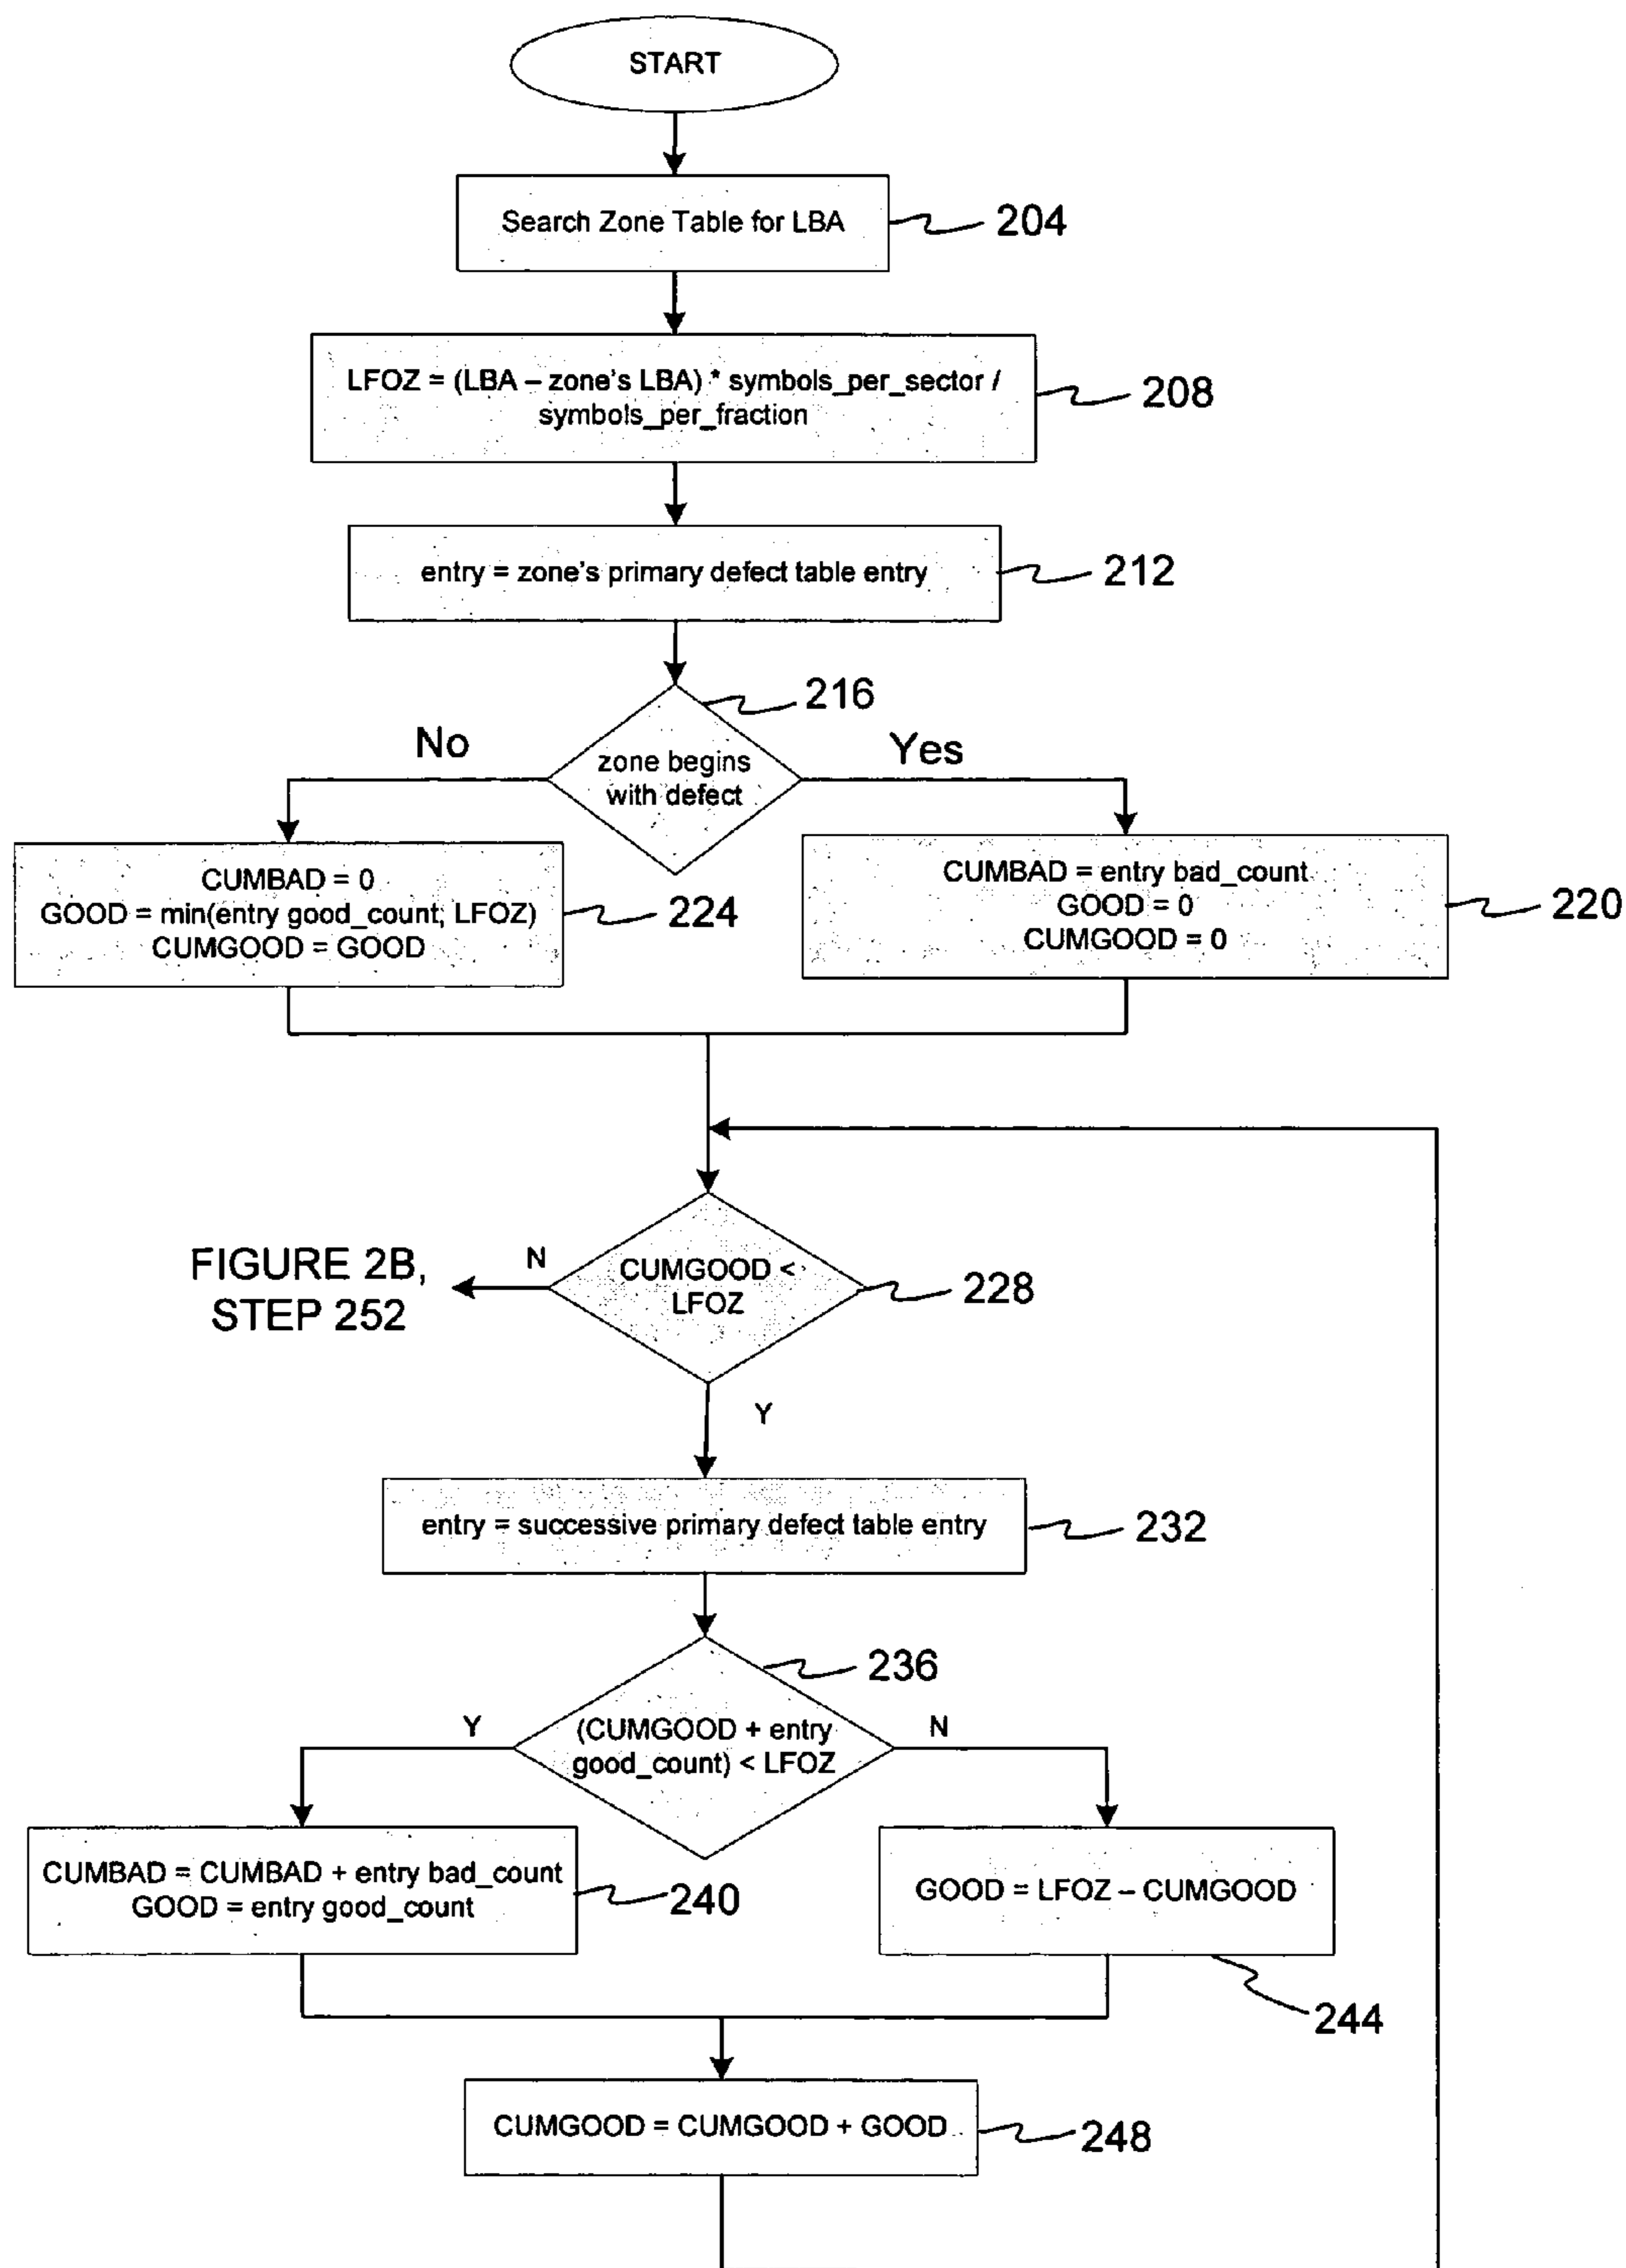 START
Search Zone Table for LBA
204
LFOZ = (LBA – zone's LBA) * symbols_per_sector /
symbols_per_fraction
208
entry = zone's primary defect table entry
212
216
No
zone begins
with defect
Yes
CUMBAD = 0
GOOD = min(entry good_count, LFOZ)
CUMGOOD = GOOD
224
CUMBAD = entry bad_count
GOOD = 0
CUMGOOD = 0
220
FIGURE 2B,
STEP 252
N
CUMGOOD <
LFOZ
228
Y
entry = successive primary defect table entry
232
236
Y
(CUMGOOD + entry
good_count) < LFOZ
N
CUMBAD = CUMBAD + entry bad_count
GOOD = entry good_count
240
GOOD = LFOZ – CUMGOOD
244
CUMGOOD = CUMGOOD + GOOD
248